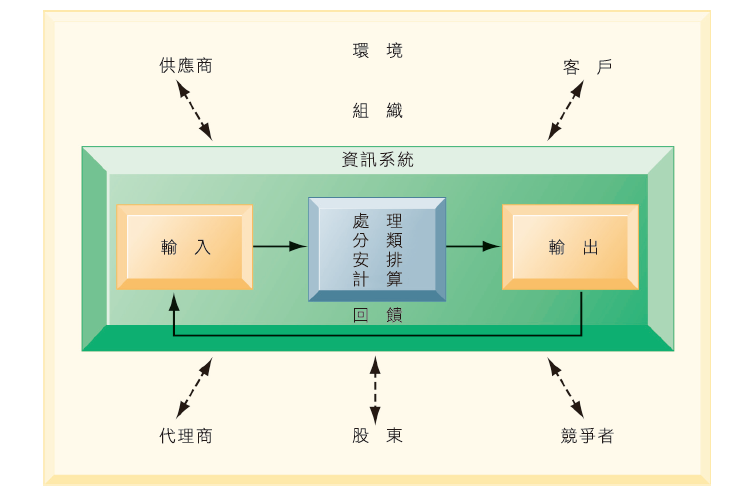 環 境
供應商
客 戶
組 織
資訊系統
輸 入
處 理
分 類
安 排
計 算
輸 出
回 饋
代理商
股 東
競爭者